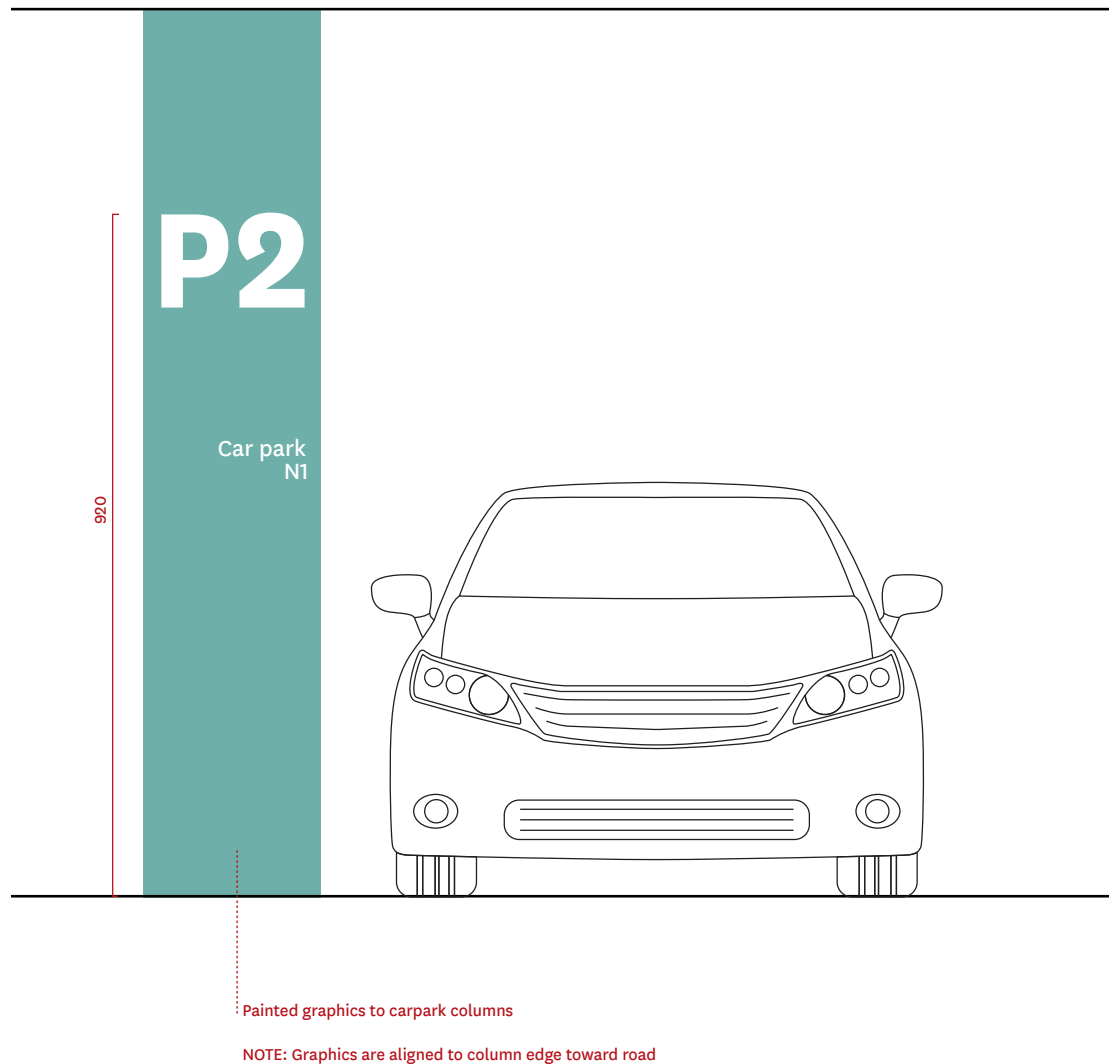 P2
Car park
N1
920
Painted graphics to carpark columns
NOTE: Graphics are aligned to column edge toward road